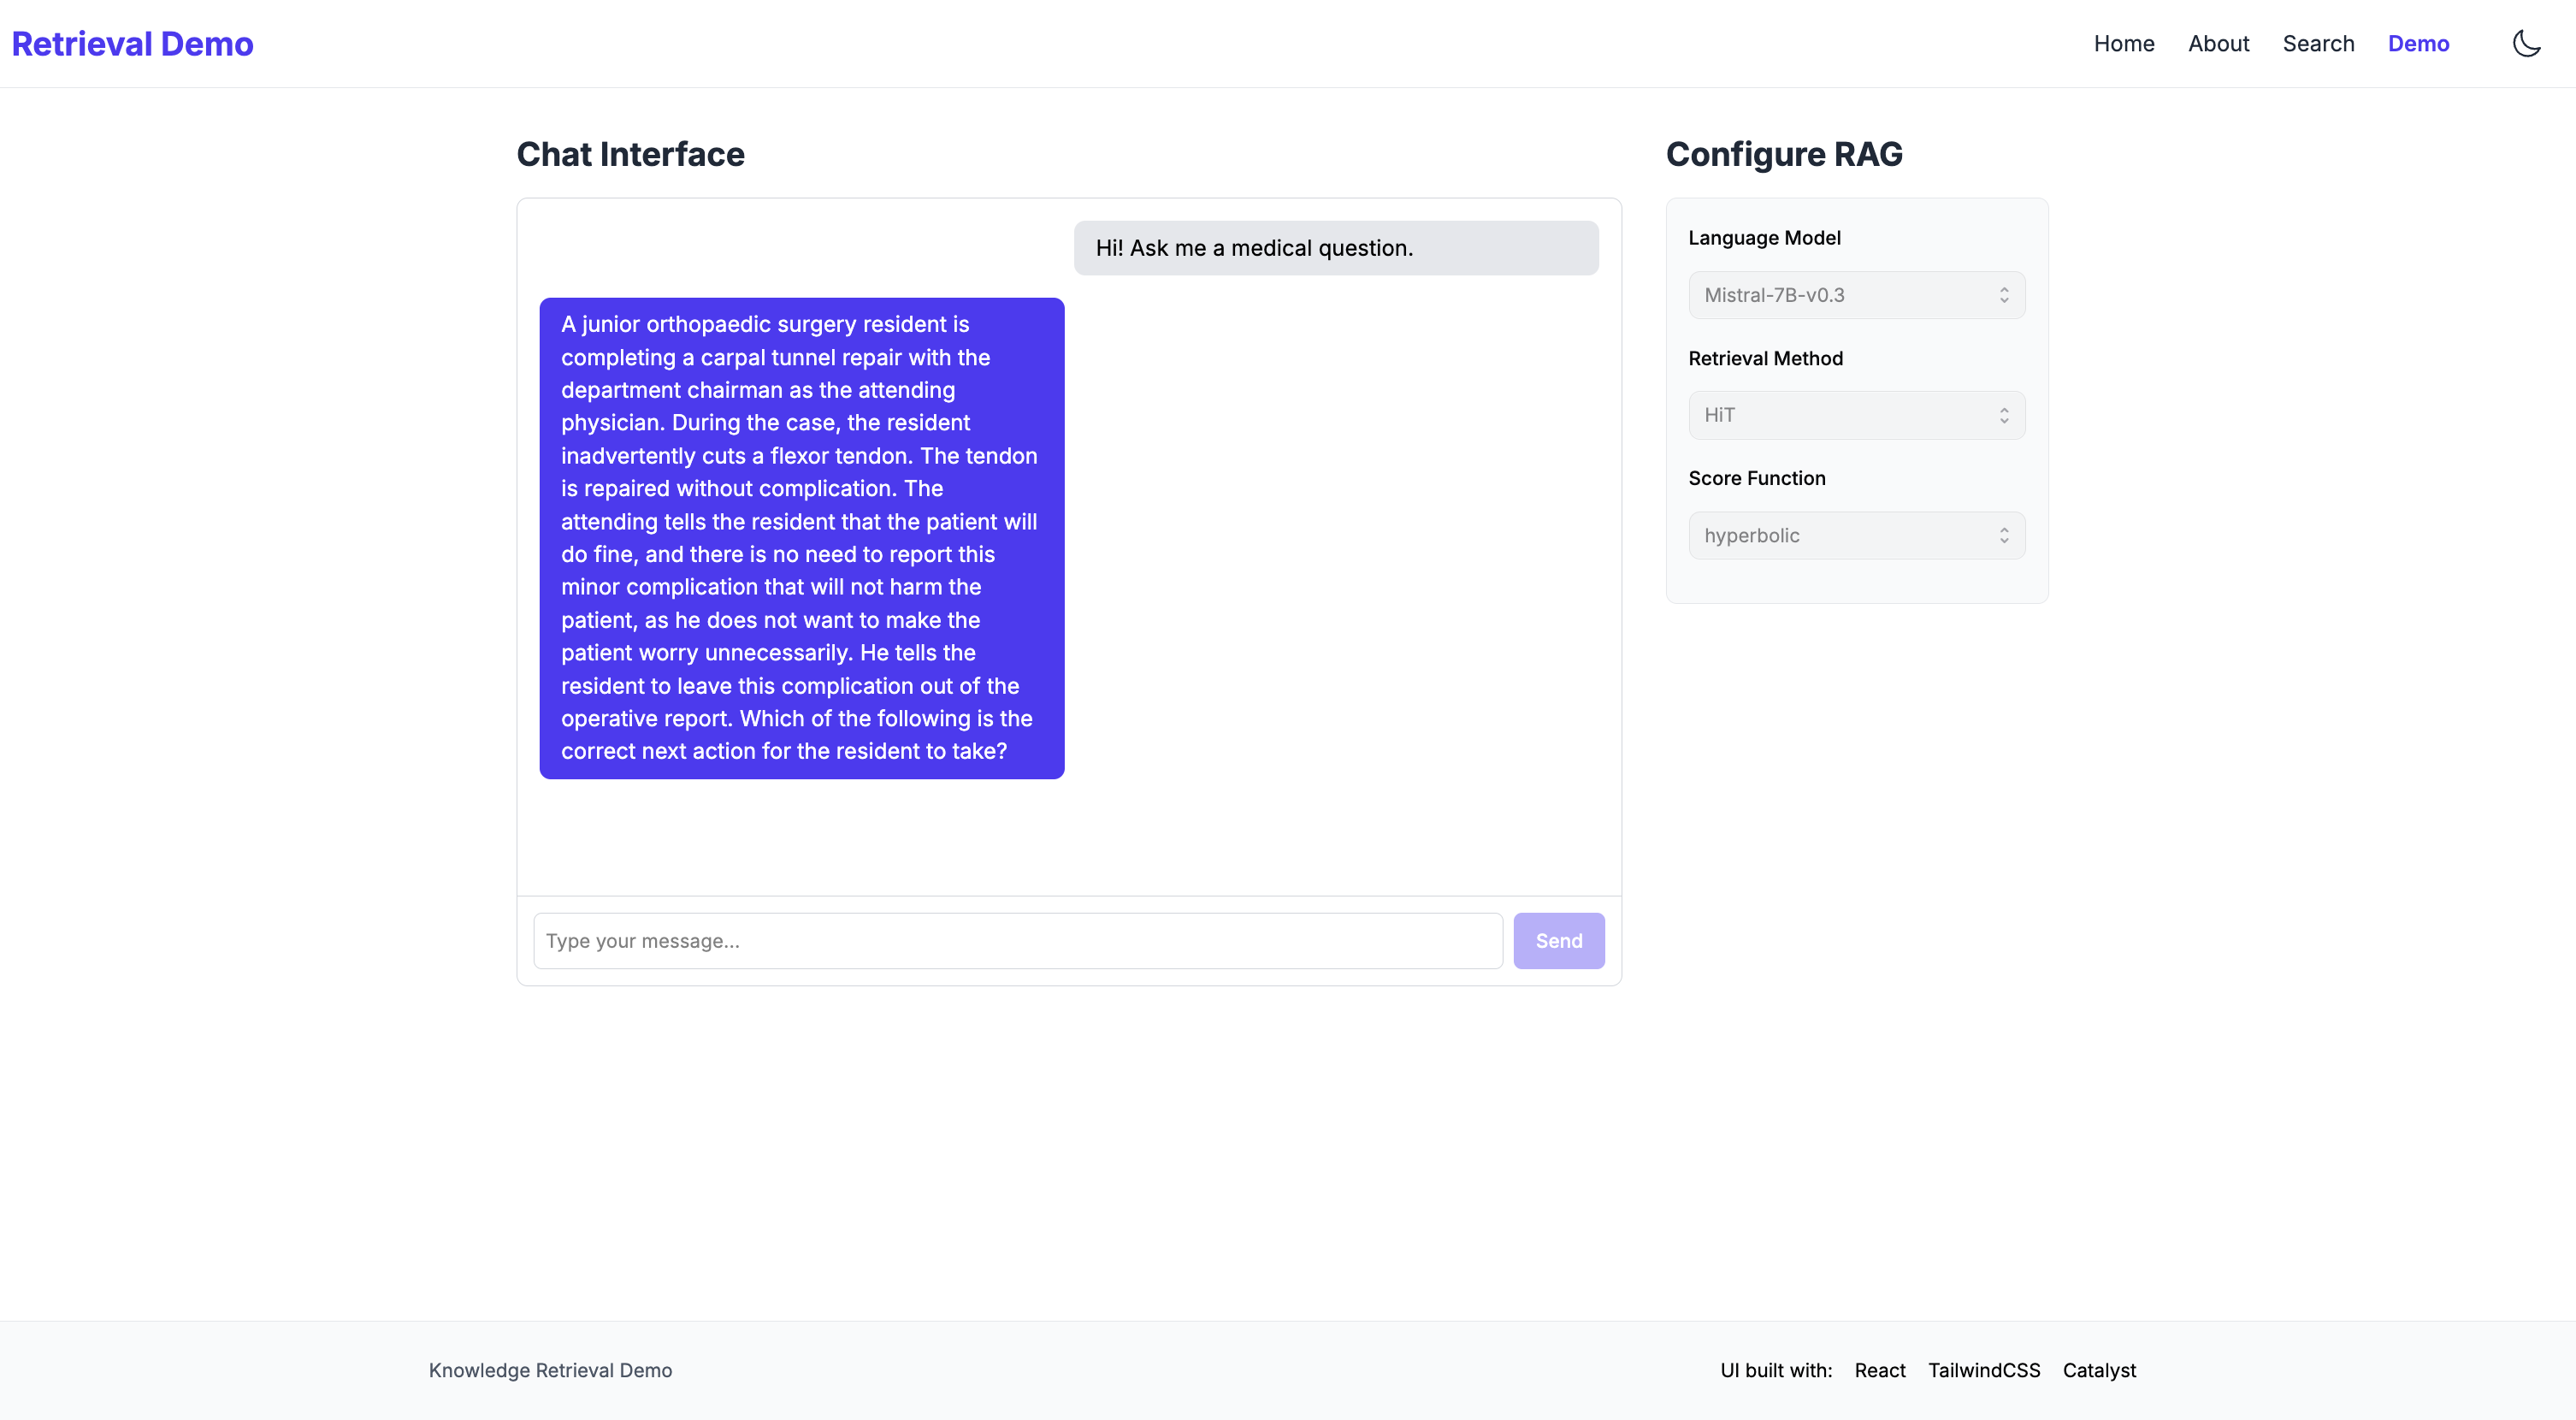 Retrieval Demo
Home About Search Demo
Chat Interface
Hi! Ask me a medical question.
A junior orthopaedic surgery resident is
completing a carpal tunnel repair with the
department chairman as the attending
physician. During the case, the resident
inadvertently cuts a flexor tendon. The tendon
is repaired without complication. The
attending tells the resident that the patient will
do fine, and there is no need to report this
minor complication that will not harm the
patient, as he does not want to make the
patient worry unnecessarily. He tells the
resident to leave this complication out of the
operative report. Which of the following is the
correct next action for the resident to take?
Type your message...
Send
Configure RAG
Language Model
Mistral-7B-v0.3
Retrieval Method
HiT
Score Function
hyperbolic
Knowledge Retrieval Demo
UI built with: React TailwindCSS Catalyst